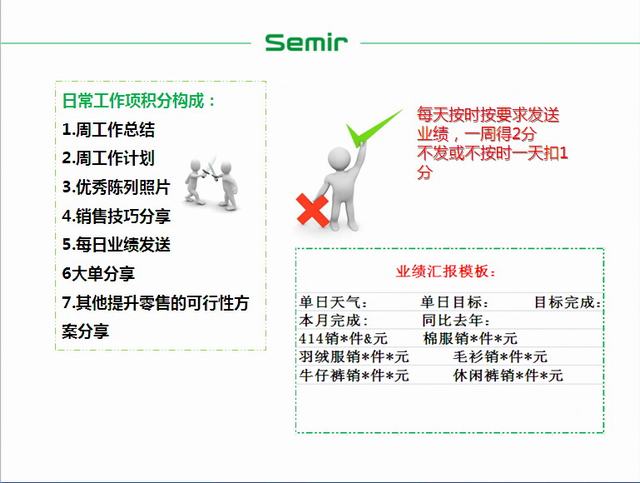 Semir
日常工作项积分构成：
1.周工作总结
2.周工作计划
3.优秀陈列照片
4.销售技巧分享
5.每日业绩发送
6大单分享
7.其他提升零售的可行性方
案分享
每天按时按要求发送
业绩，一周得2分
不发或不按时一天扣1
分
业绩汇报模板：
单日天气： 单日目标： 目标完成：
本月完成： 同比去年：
414销*件&元 棉服销*件*元
羽绒服销*件*元 毛衫销*件*元
牛仔裤销*件*元 休闲裤销*件*元